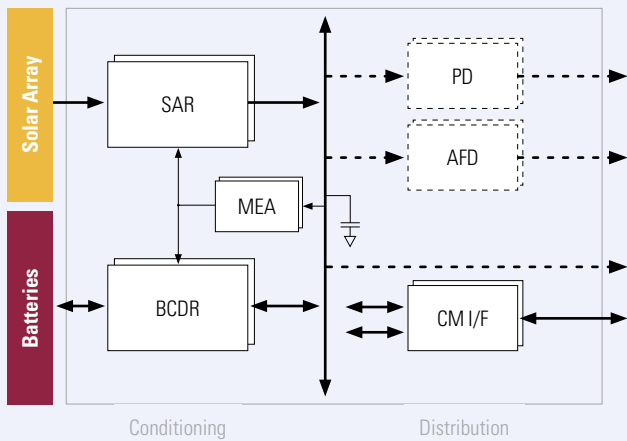 Solar Array
Batteries
SAR
MEA
BCDR
PD
AFD
CM I/F
Conditioning
Distribution